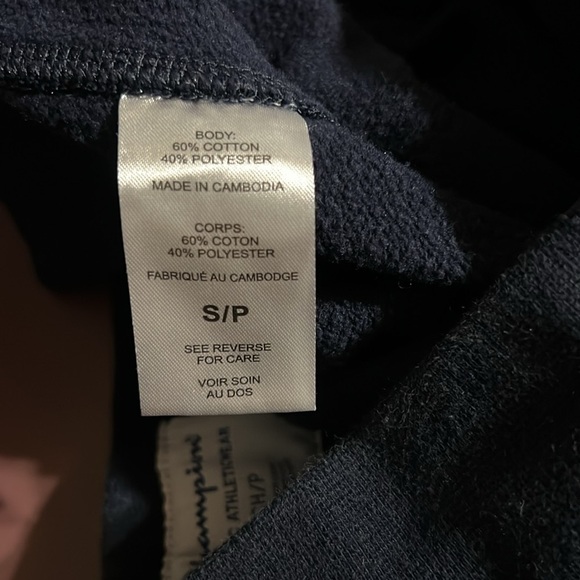 BODY:
60% COTTON
40% POLYESTER
MADE IN CAMBODIA
CORPS:
60% COTON
40% POLYESTER
FABRIQUÉ AU CAMBODGE
S/P
SEE REVERSE
FOR CARE
VOIR SOIN
AU DOS
Champion
ATHLETICWEAR